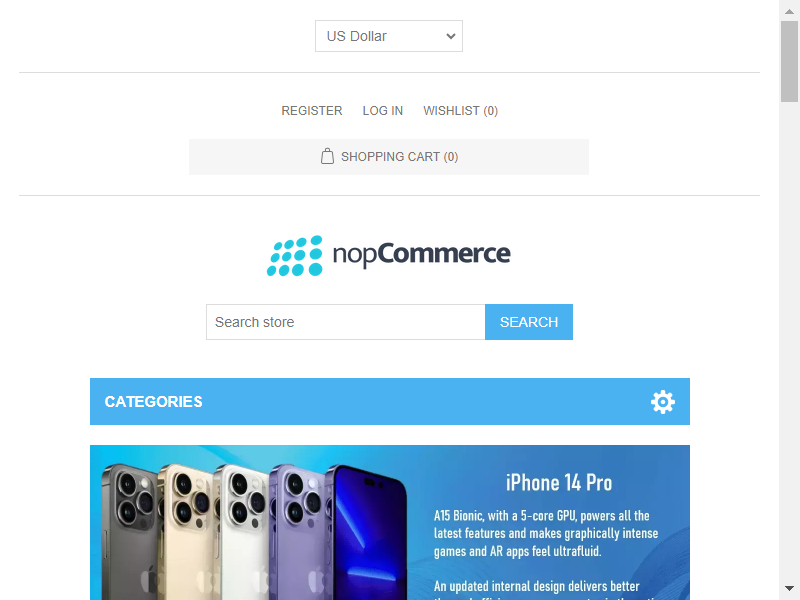 US Dollar
REGISTER LOG IN WISHLIST (0)
SHOPPING CART (0)
nopCommerce
Search store SEARCH
CATEGORIES
iPhone 14 Pro
A15 Bionic, with a 5-core GPU, powers all the
latest features and makes graphically intense
games and AR apps feel ultrafluid.
An updated internal design delivers better